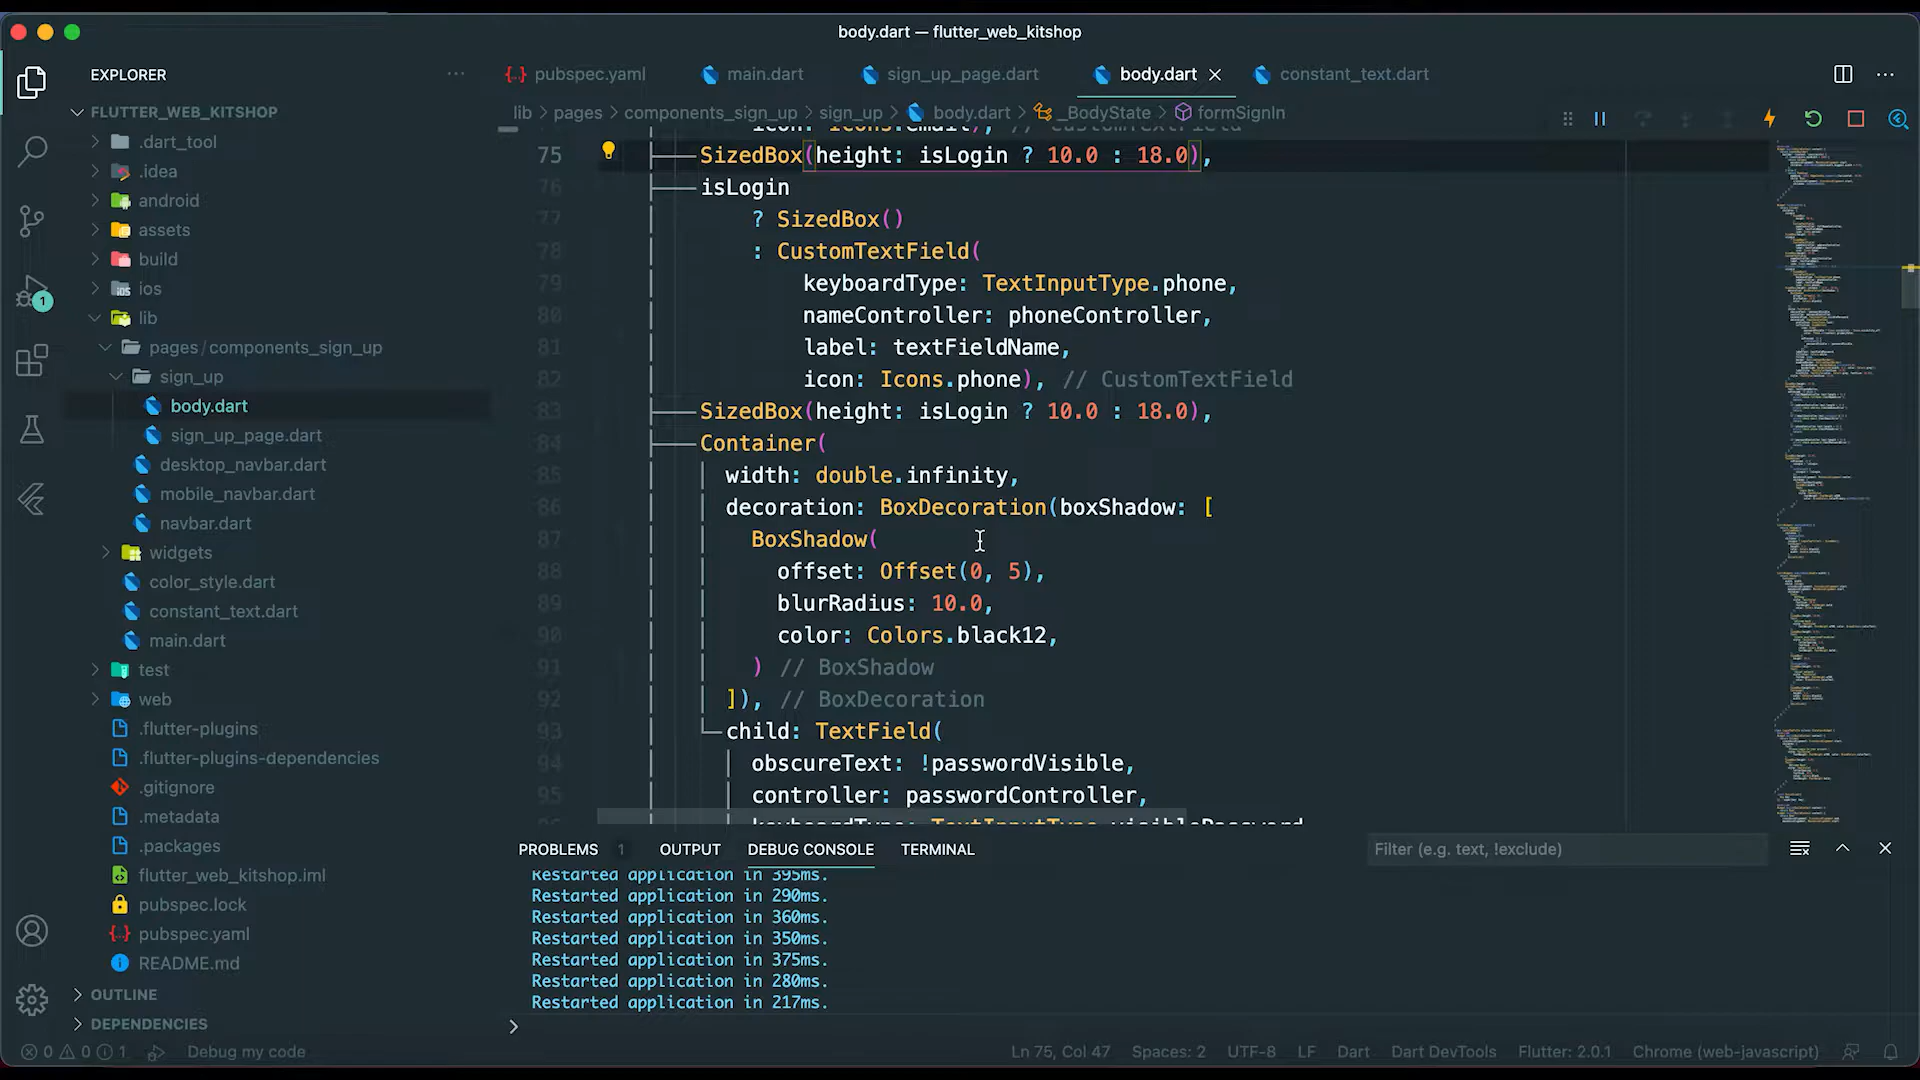 body.dart — flutter_web_kitshop
EXPLORER
FLUTTER_WEB_KITSHOP
.dart_tool
.idea
android
assets
build
ios
lib
pages/components_sign_up
sign_up
body.dart
sign_up_page.dart
desktop_navbar.dart
mobile_navbar.dart
navbar.dart
widgets
color_style.dart
constant_text.dart
main.dart
test
web
.flutter-plugins
.flutter-plugins-dependencies
.gitignore
.metadata
.packages
flutter_web_kitshop.iml
pubspec.lock
pubspec.yaml
README.md
OUTLINE
DEPENDENCIES
1
pubspec.yaml
main.dart
sign_up_page.dart
body.dart
constant_text.dart
lib > pages > components_sign_up > sign_up > body.dart > _BodyState > formSignIn
icon: Icons.email), // CustomTextField
75 SizedBox(height: isLogin ? 10.0 : 18.0),
76 isLogin
77 ? SizedBox()
78 : CustomTextField(
79 keyboardType: TextInputType.phone,
80 nameController: phoneController,
81 label: textFieldName,
82 icon: Icons.phone), // CustomTextField
83 SizedBox(height: isLogin ? 10.0 : 18.0),
84 Container(
85 width: double.infinity,
86 decoration: BoxDecoration(boxShadow: [
87 BoxShadow(
88 offset: Offset(0, 5),
89 blurRadius: 10.0,
90 color: Colors.black12,
91 ) // BoxShadow
92 ]), // BoxDecoration
93 child: TextField(
94 obscureText: !passwordVisible,
95 controller: passwordController,
keyboardType: TextInputType.visiblePassword
PROBLEMS 1 OUTPUT DEBUG CONSOLE TERMINAL
Filter (e.g. text, !exclude)
Restarted application in 395ms.
Restarted application in 290ms.
Restarted application in 360ms.
Restarted application in 350ms.
Restarted application in 375ms.
Restarted application in 280ms.
Restarted application in 217ms.
>
0 0 1 Debug my code
Ln 75, Col 47 Spaces: 2 UTF-8 LF Dart Dart DevTools Flutter: 2.0.1 Chrome (web-javascript)